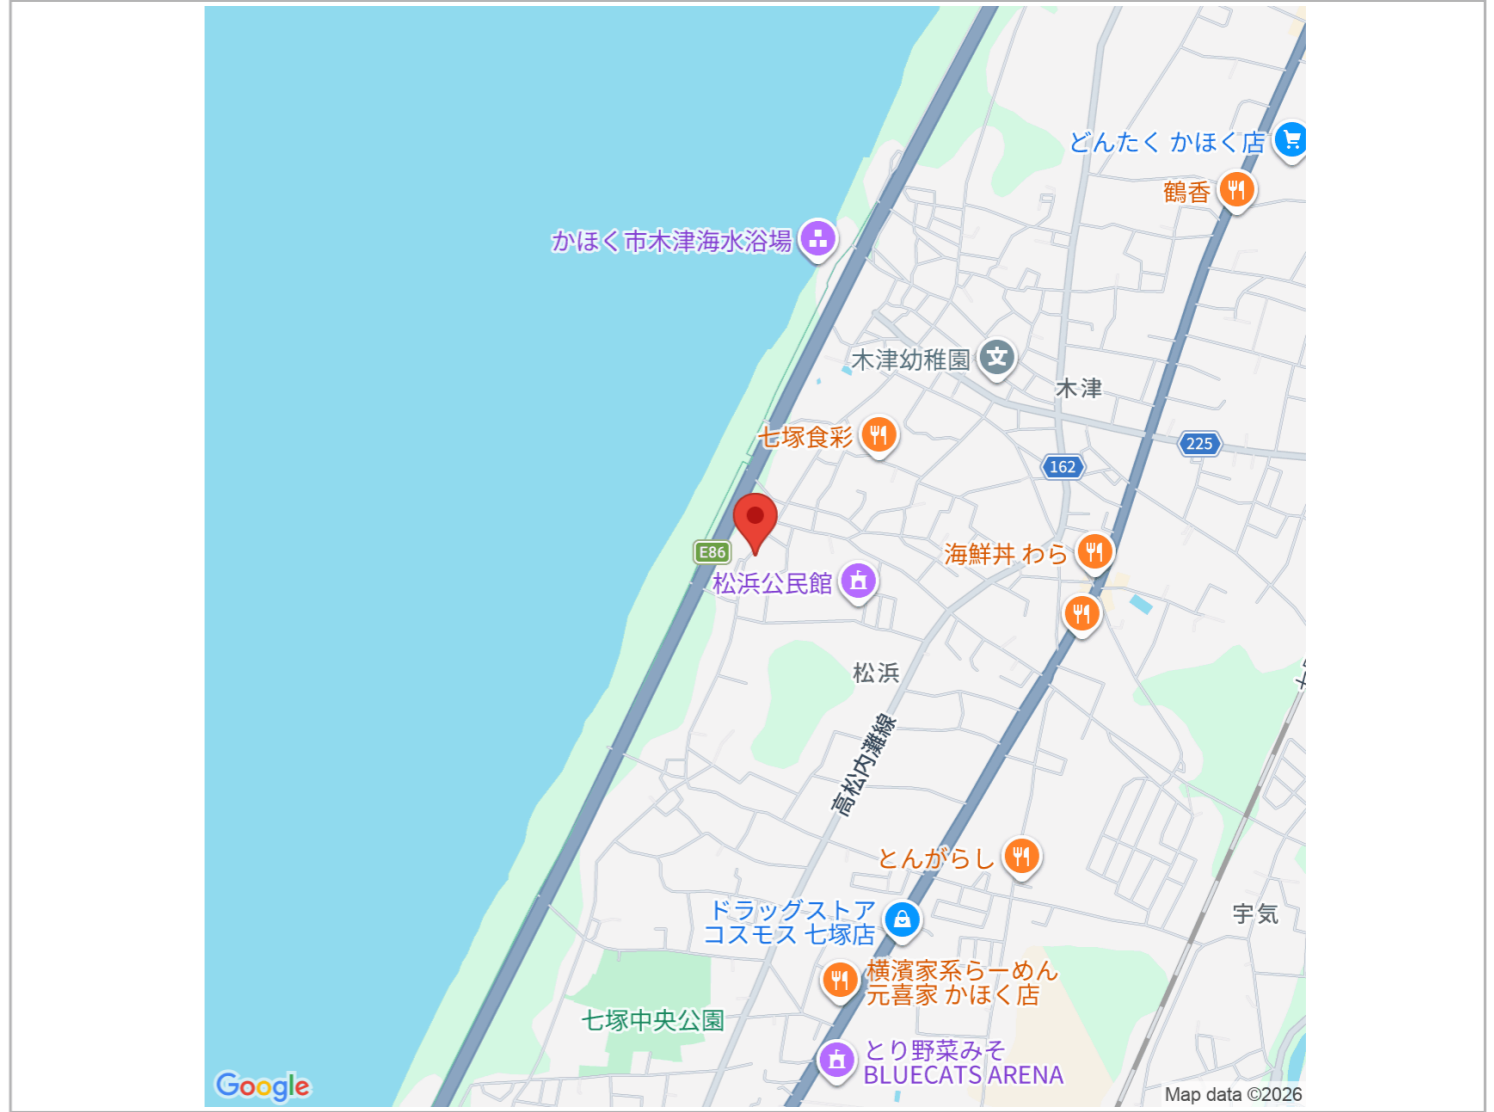 どんたく かほく店
鶴香
かほく市木津海水浴場
木津幼稚園
木津
七塚食彩
225
162
E86
海鮮丼 わら
松浜公民館
松浜
高松内灘線
とんがらし
ドラッグストア
コスモス 七塚店
宇気
横濱家系らーめん
元喜家 かほく店
七塚中央公園
とり野菜みそ
BLUECATS ARENA
Google
Map data ©2026